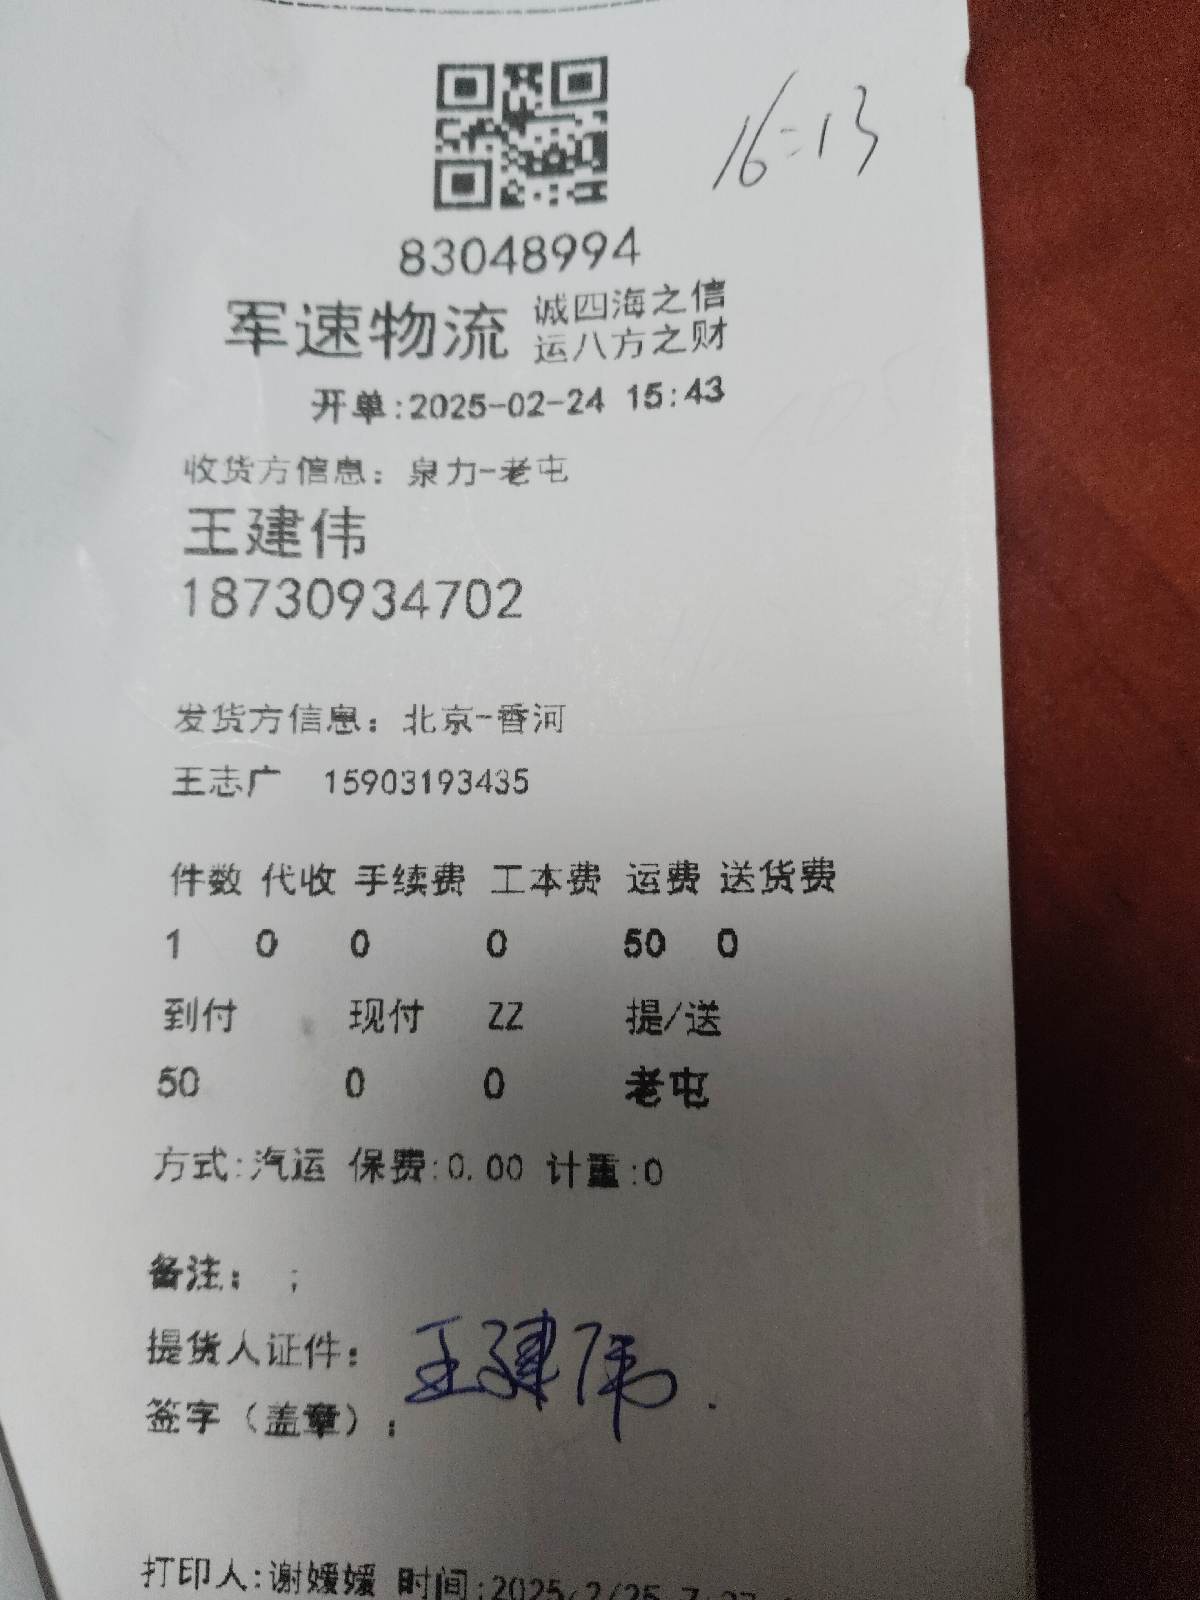 16:13
83048994
军速物流 诚四海之信
运八方之财
开单:2025-02-24 15:43
收货方信息: 泉力-老屯
王建伟
18730934702
发货方信息: 北京-香河
王志广 15903193435
件数 代收 手续费 工本费 运费 送货费
1 0 0 0 50 0
到付 现付 ZZ 提/送
50 0 0 老屯
方式:汽运 保费:0.00 计重:0
备注: ;
提货人证件: 王建伟
签字(盖章):
打印人:谢媛媛 时间:2025/2/25 7:27